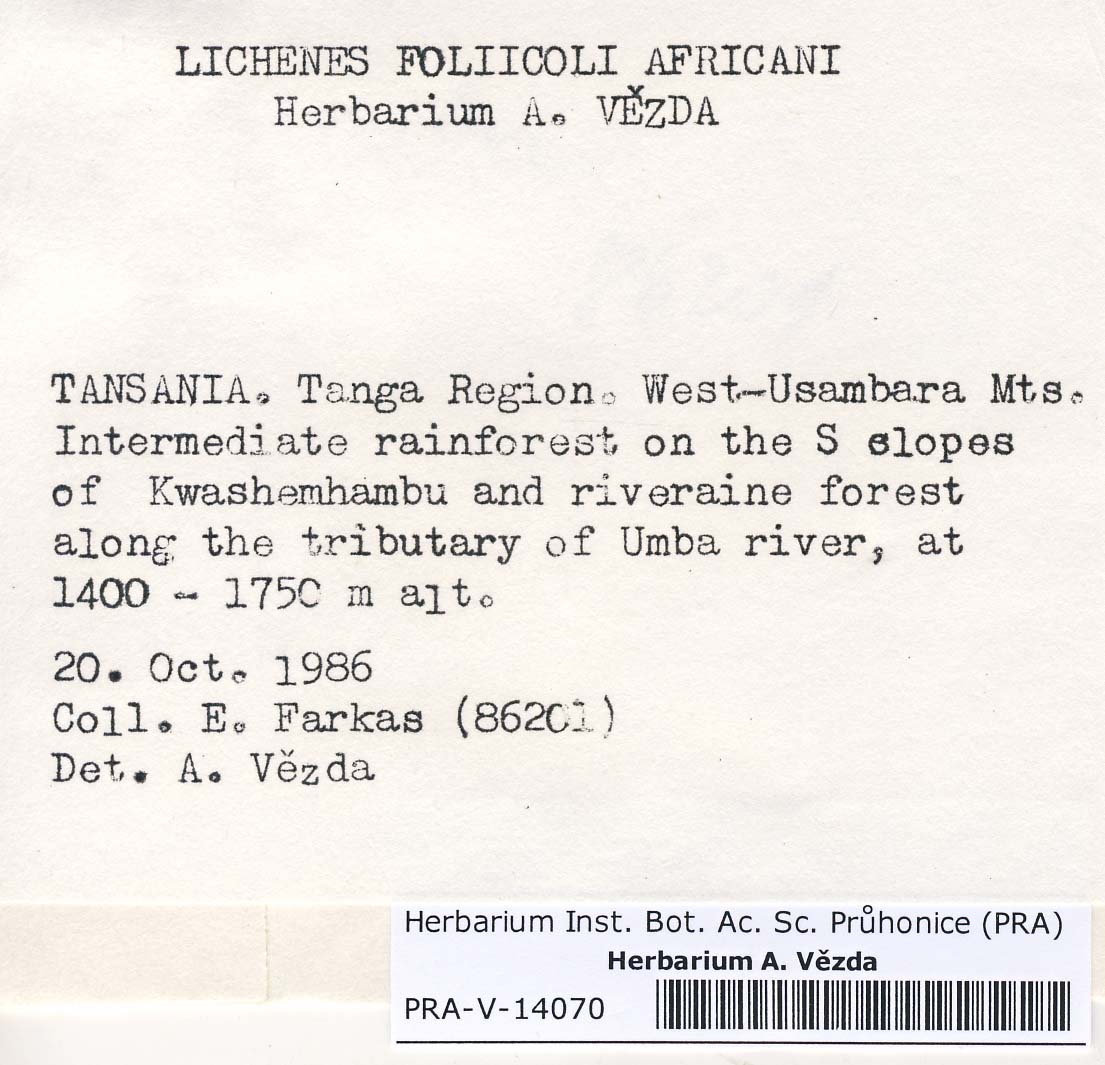 LICHENES FOLIICOLI AFRICANI
Herbarium A. VĚZDA
TANSANIA. Tanga Region. West-Usambara Mts.
Intermediate rainforest on the S slopes
of Kwashemhambu and riveraine forest
along the tributary of Umba river, at
1400 - 1750 m alt.
20. Oct. 1986
Coll. E. Farkas (86201)
Det. A. Vězda
Herbarium Inst. Bot. Ac. Sc. Průhonice (PRA)
Herbarium A. Vězda
PRA-V-14070